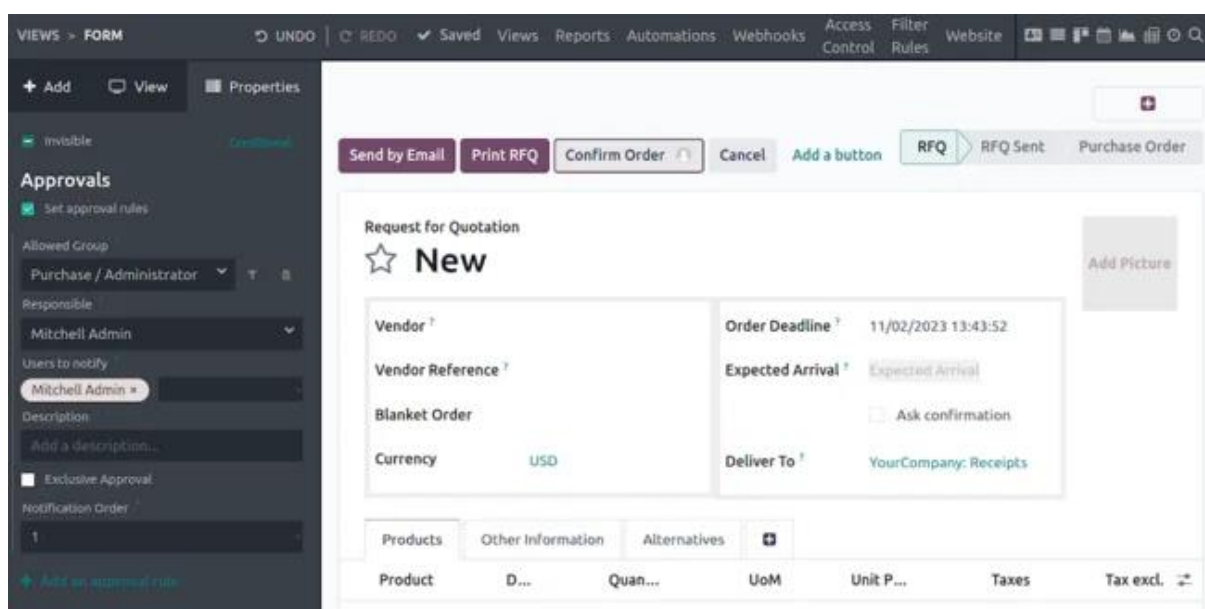 VIEWS > FORM
UNDO
REDO
Saved
Views
Reports
Automations
Webhooks
Access Control
Filter Rules
Website
+ Add
View
Properties
Invisible
Conditional
Approvals
Set approval rules
Allowed Group
Purchase / Administrator
Responsible ?
Mitchell Admin
Users to notify ?
Mitchell Admin ×
Description
Add a description...
Exclusive Approval
Notification Order ?
1
+ Add an approval rule
Send by Email
Print RFQ
Confirm Order
Cancel
Add a button
RFQ
RFQ Sent
Purchase Order
Request for Quotation
New
Add Picture
Vendor ?
Vendor Reference ?
Blanket Order
Currency
USD
Order Deadline ?
11/02/2023 13:43:52
Expected Arrival ?
Expected Arrival
Ask confirmation
Deliver To ?
YourCompany: Receipts
Products
Other Information
Alternatives
Product
D...
Quan...
UoM
Unit P...
Taxes
Tax excl.